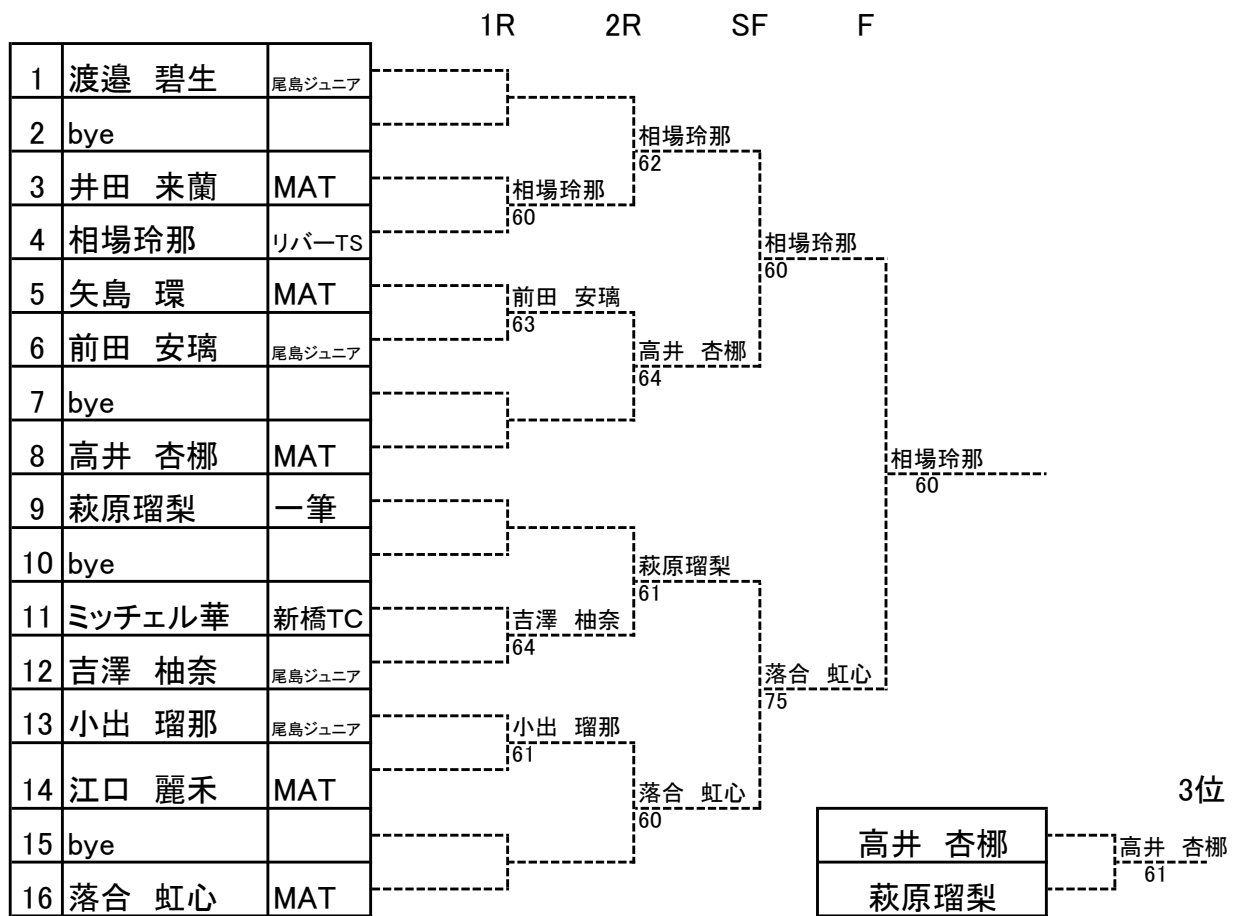 1R 2R SF F
1 渡邉 碧生 尾島ジュニア
2 bye
相場玲那
62
3 井田 来蘭 MAT
相場玲那
60
4 相場玲那 リバーTS
相場玲那
60
5 矢島 環 MAT
前田 安璃
63
6 前田 安璃 尾島ジュニア
高井 杏梛
64
7 bye
8 高井 杏梛 MAT
相場玲那
60
9 萩原瑠梨 一筆
10 bye
萩原瑠梨
61
11 ミッチェル華 新橋TC
吉澤 柚奈
64
12 吉澤 柚奈 尾島ジュニア
落合 虹心
75
13 小出 瑠那 尾島ジュニア
小出 瑠那
61
14 江口 麗禾 MAT
落合 虹心
60
3位
15 bye
高井 杏梛
高井 杏梛
61
16 落合 虹心 MAT
萩原瑠梨